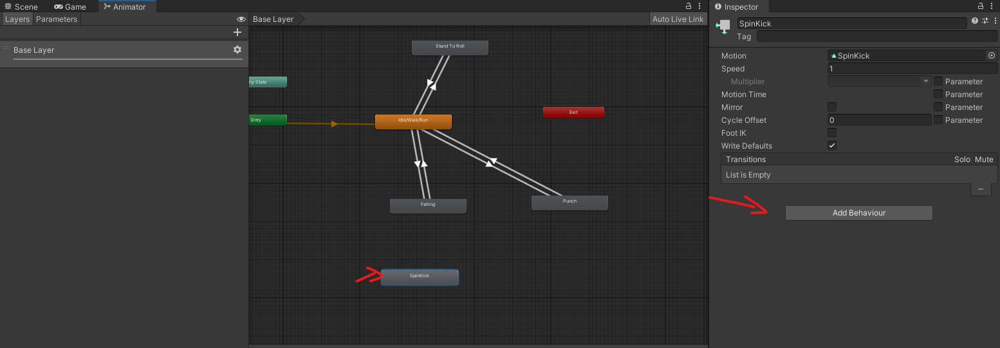 Scene Game Animator
Layers Parameters
Base Layer
Base Layer Auto Live Link
Stand To Roll
ny State
Entry
Idle/Walk/Run
Exit
Falling
Punch
SpinKick
Inspector
SpinKick
Tag
Motion SpinKick
Speed 1
Multiplier Parameter
Motion Time Parameter
Mirror Parameter
Cycle Offset 0 Parameter
Foot IK
Write Defaults
Transitions Solo Mute
List is Empty
Add Behaviour